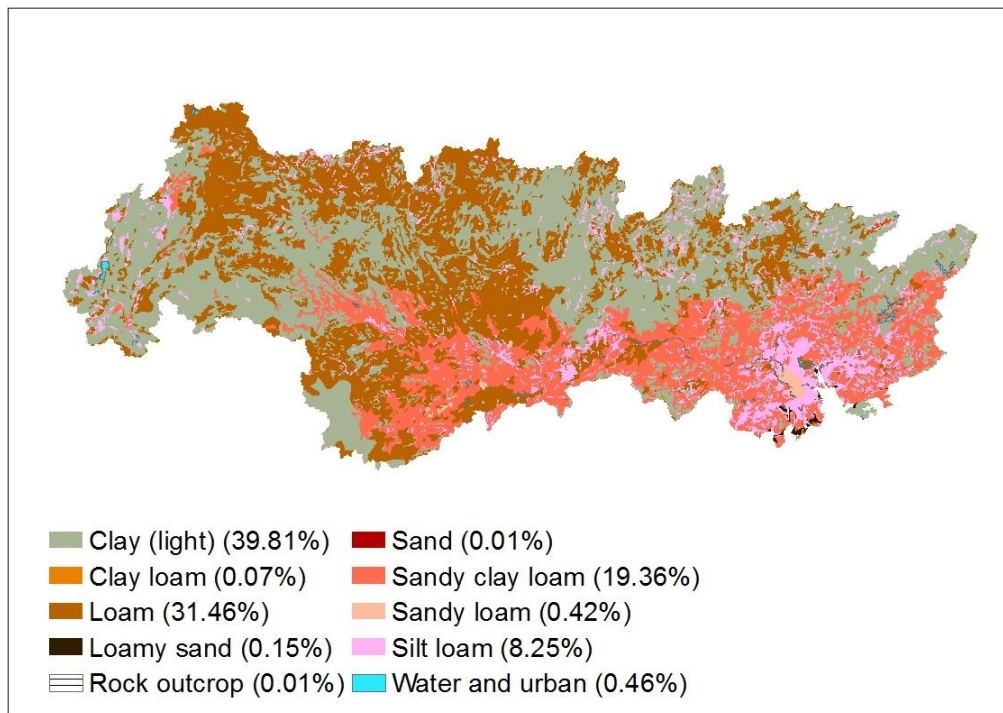 Clay (light) (39.81%)
Clay loam (0.07%)
Loam (31.46%)
Loamy sand (0.15%)
Rock outcrop (0.01%)
Sand (0.01%)
Sandy clay loam (19.36%)
Sandy loam (0.42%)
Silt loam (8.25%)
Water and urban (0.46%)